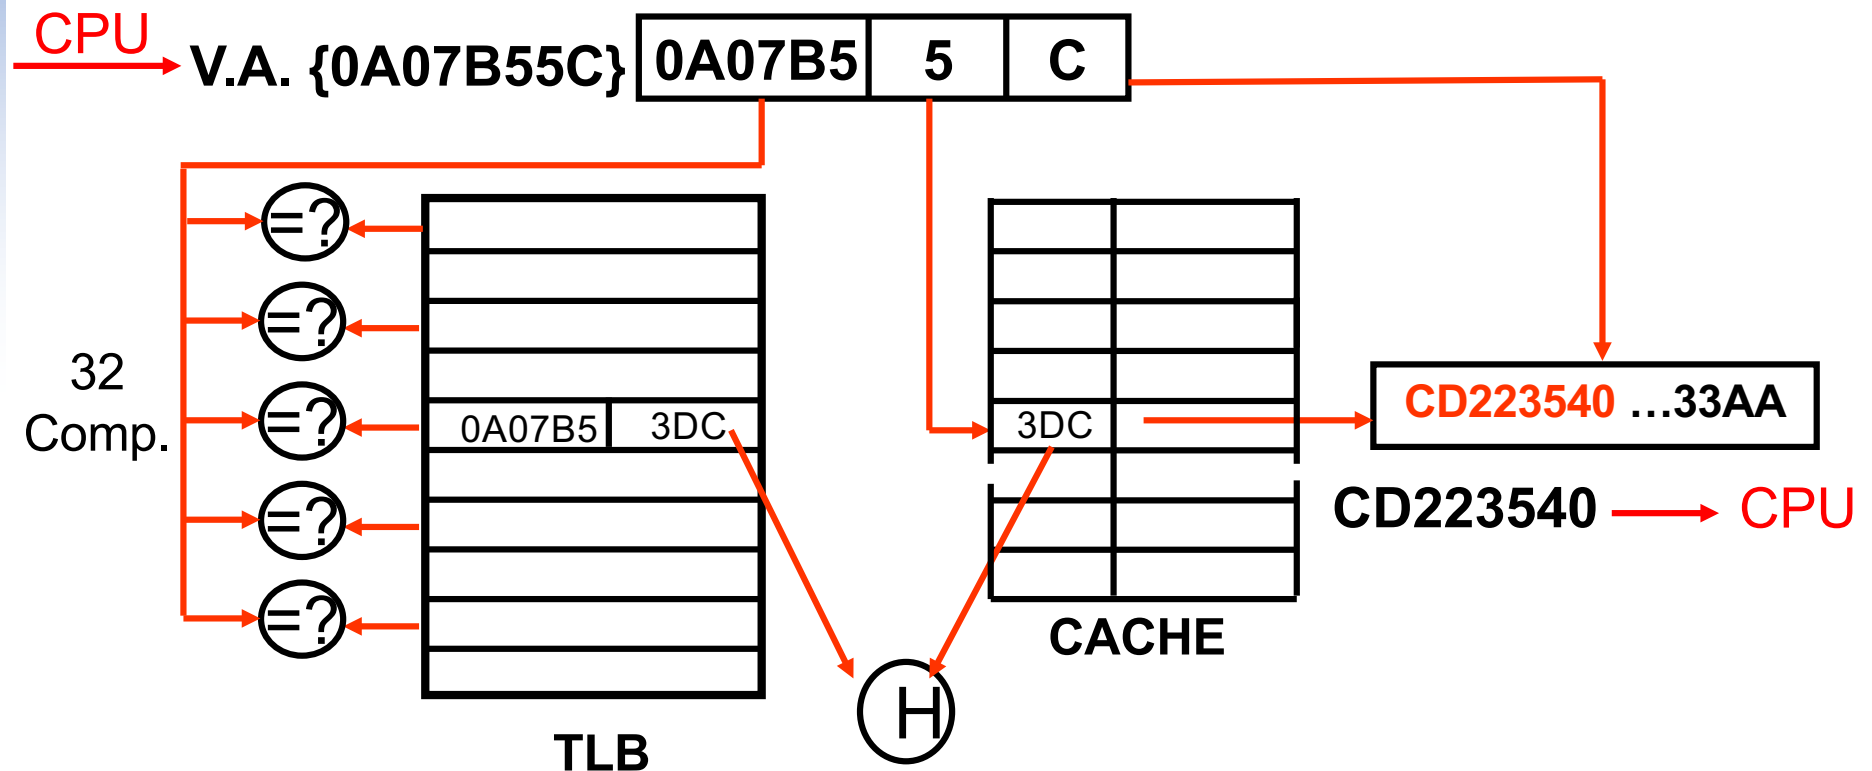 CPU
V.A. {0A07B55C} 0A07B5 5 C
=?
=?
32
Comp.
=?
=?
=?
0A07B5 3DC
TLB
3DC
CACHE
H
CD223540 ...33AA
CD223540 CPU